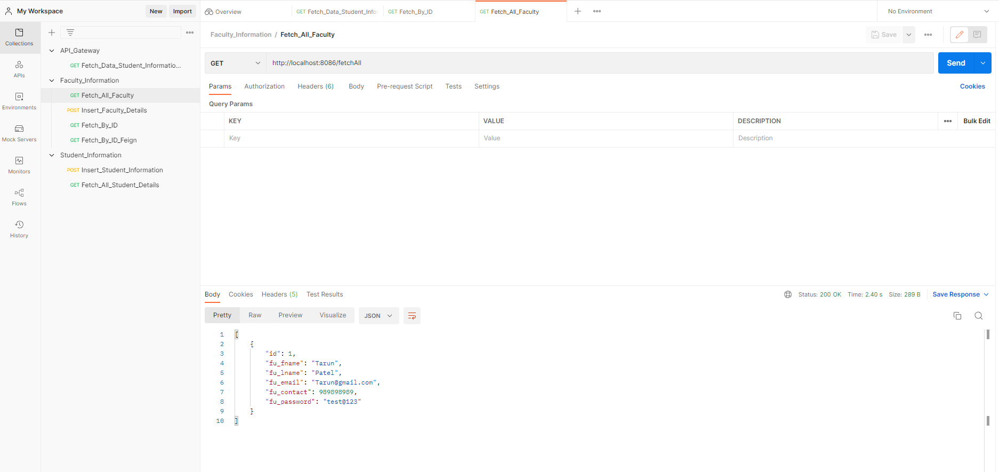 My Workspace
New
Import
Overview
GET Fetch_Data_Student_Infor
GET Fetch_By_ID
GET Fetch_All_Faculty
No Environment
Collections
APIs
Environments
Mock Servers
Monitors
Flows
History
API_Gateway
GET Fetch_Data_Student_Informatio...
Faculty_Information
GET Fetch_All_Faculty
POST Insert_Faculty_Details
GET Fetch_By_ID
GET Fetch_By_ID_Feign
Student_Information
POST Insert_Student_Information
GET Fetch_All_Student_Details
Faculty_Information / Fetch_All_Faculty
Save
GET
http://localhost:8086/fetchAll
Send
Params Authorization Headers (6) Body Pre-request Script Tests Settings
Cookies
Query Params
KEY VALUE DESCRIPTION
Bulk Edit
Key Value Description
Body Cookies Headers (5) Test Results
Status: 200 OK Time: 2.40 s Size: 289 B
Save Response
Pretty Raw Preview Visualize
JSON
1 [
2 {
3 "id": 1,
4 "fu_fname": "Tarun",
5 "fu_lname": "Patel",
6 "fu_email": "Tarun@gmail.com",
7 "fu_contact": 989898989,
8 "fu_password": "test@123"
9 }
10 ]